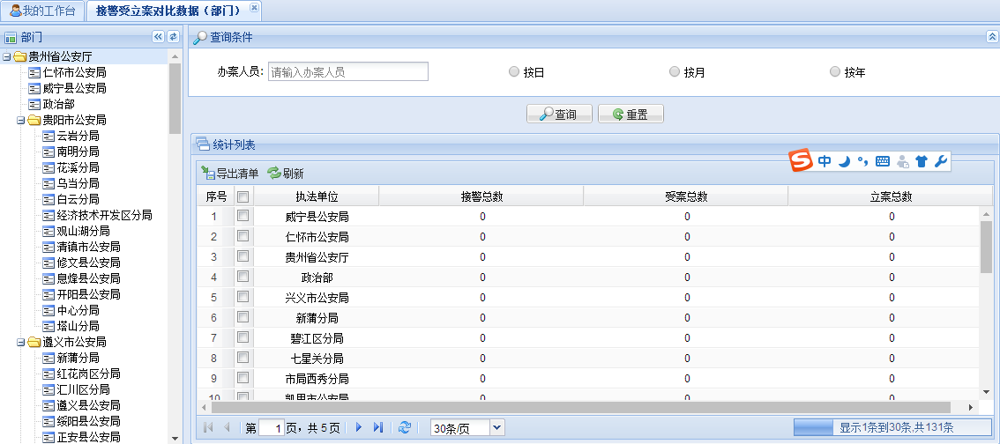 我的工作台
接警受立案对比数据（部门）
部门
贵州省公安厅
仁怀市公安局
威宁县公安局
政治部
贵阳市公安局
云岩分局
南明分局
花溪分局
乌当分局
白云分局
经济技术开发区分局
观山湖分局
清镇市公安局
修文县公安局
息烽县公安局
开阳县公安局
中心分局
塔山分局
遵义市公安局
新蒲分局
红花岗区分局
汇川区分局
遵义县公安局
绥阳县公安局
正安县公安局
查询条件
办案人员: 请输入办案人员 按日 按月 按年
查询 重置
统计列表
中
导出清单 刷新
序号 执法单位 接警总数 受案总数 立案总数
1 威宁县公安局 0 0 0
2 仁怀市公安局 0 0 0
3 贵州省公安厅 0 0 0
4 政治部 0 0 0
5 兴义市公安局 0 0 0
6 新蒲分局 0 0 0
7 碧江区分局 0 0 0
8 七星关分局 0 0 0
9 市局西秀分局 0 0 0
10 凯里市公安局 0 0 0
第 1 页，共 5 页 30条/页 显示1条到30条,共131条